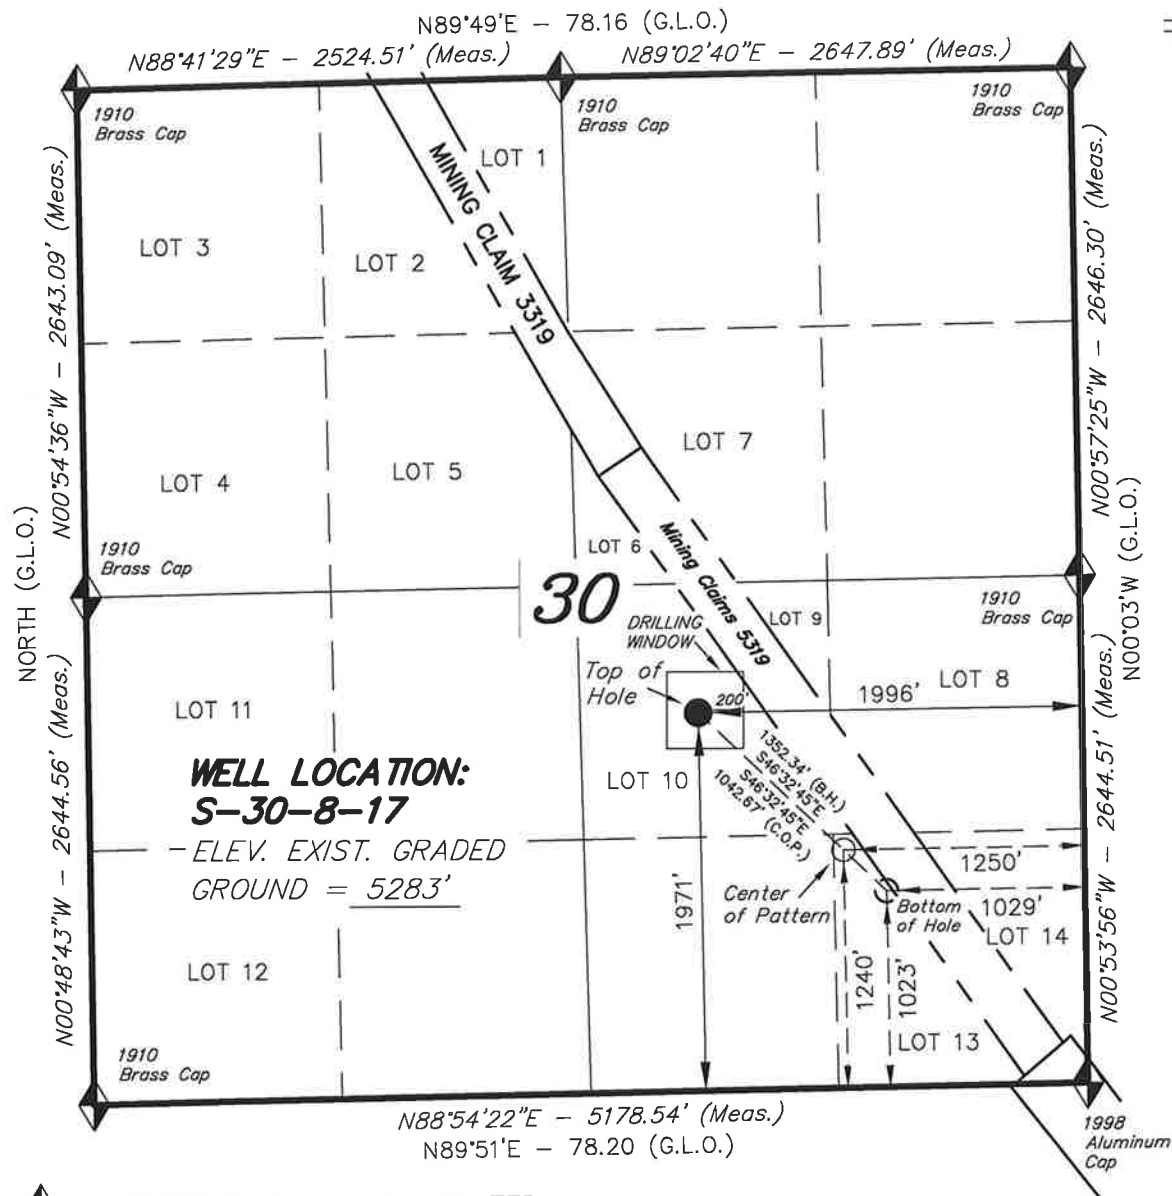 N89°49'E - 78.16 (G.L.O.)
N88°41'29"E - 2524.51' (Meas.)
N89°02'40"E - 2647.89' (Meas.)
1910
Brass Cap
1910
Brass Cap
1910
Brass Cap
MINING CLAIM 3319
LOT 1
LOT 3
LOT 2
N00°54'36"W - 2643.09' (Meas.)
N00°57'25"W - 2646.30' (Meas.)
LOT 7
LOT 4
LOT 5
NORTH (G.L.O.)
N00°03'W (G.L.O.)
1910
Brass Cap
LOT 6
Mining Claims 5319
30
1910
Brass Cap
LOT 9
DRILLING
WINDOW
Top of
Hole
200'
LOT 8
1996'
LOT 11
WELL LOCATION:
S-30-8-17
ELEV. EXIST. GRADED
GROUND = 5283'
LOT 10
1352.34' (B.H.)
S46°32'45"E
S46°32'45"E
1042.67' (C.O.P.)
N00°48'43"W - 2644.56' (Meas.)
N00°53'56"W - 2644.51' (Meas.)
1250'
Center
of Pattern
Bottom
of Hole
1029'
1971'
1240'
1023'
LOT 14
LOT 12
LOT 13
1910
Brass Cap
N88°54'22"E - 5178.54' (Meas.)
N89°51'E - 78.20 (G.L.O.)
1998
Aluminum
Cap